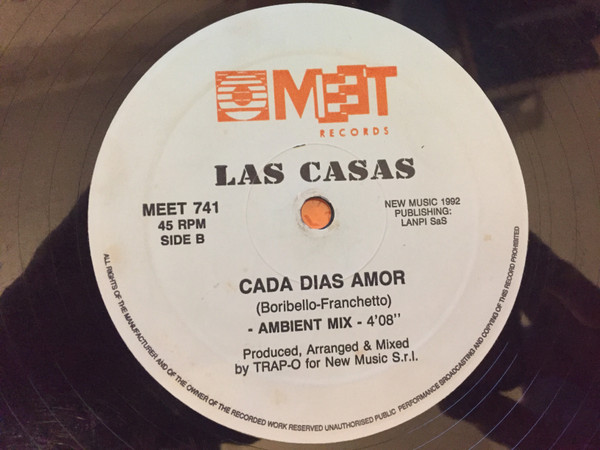 MEET
RECORDS
LAS CASAS
MEET 741
45 RPM
SIDE B
NEW MUSIC 1992
PUBLISHING:
LANPI SaS
CADA DIAS AMOR
(Boribello-Franchetto)
- AMBIENT MIX - 4'08''
Produced, Arranged & Mixed
by TRAP-O for New Music S.r.l.
ALL RIGHTS OF THE MANUFACTURER AND OF THE OWNER OF THE RECORDED WORK RESERVED UNAUTHORISED PUBLIC PERFORMANCE BROADCASTING AND COPYING OF THIS RECORD PROHIBITED